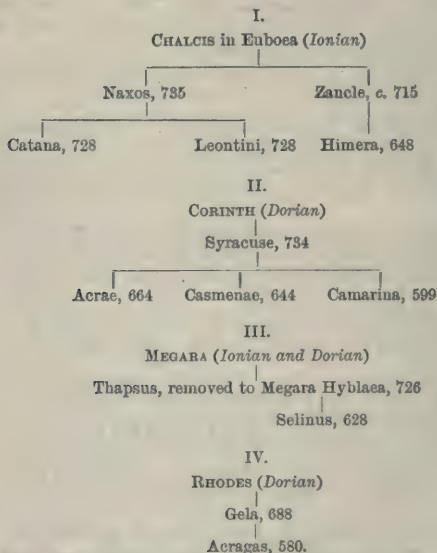 I.
CHALCIS in Euboea (Ionian)
Naxos, 735 Zancle, c. 715
Catana, 728 Leontini, 728 Himera, 648
II.
CORINTH (Dorian)
Syracuse, 734
Acrae, 664 Casmenae, 644 Camarina, 599
III.
MEGARA (Ionian and Dorian)
Thapsus, removed to Megara Hyblaea, 726
Selinus, 628
IV.
RHODES (Dorian)
Gela, 688
Acragas, 580.